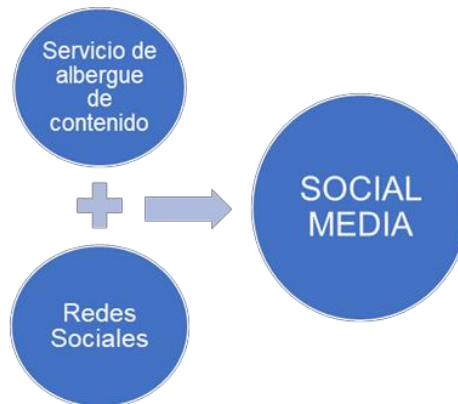 Servicio de
albergue
de
contenido
SOCIAL
MEDIA
Redes
Sociales